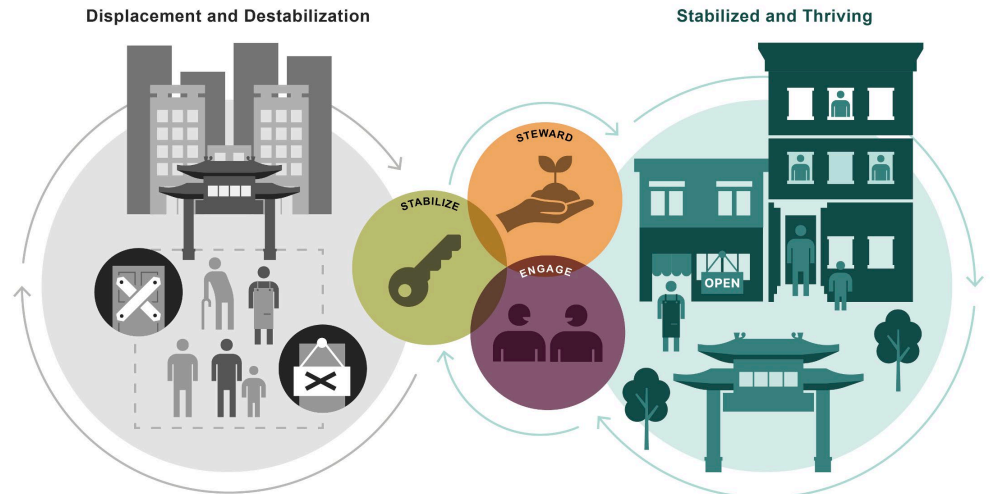 Displacement and Destabilization
Stabilized and Thriving
STEWARD
STABILIZE
ENGAGE
OPEN